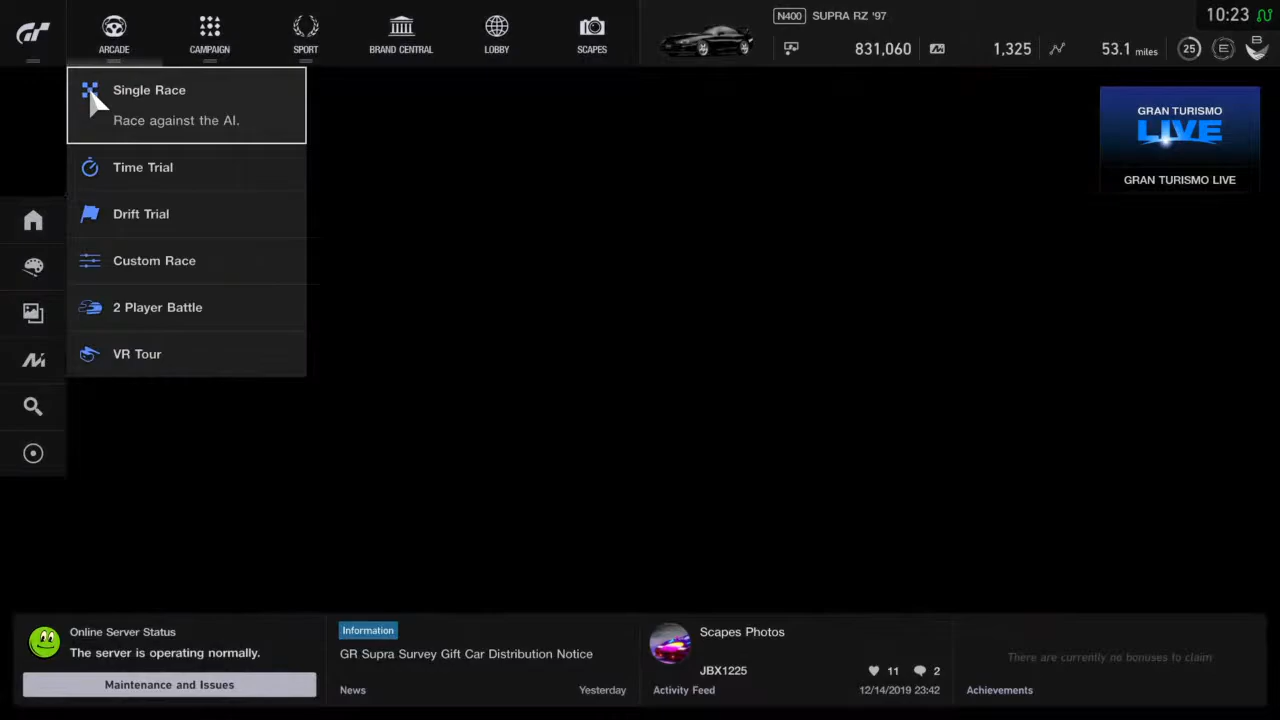 ARCADE
CAMPAIGN
SPORT
BRAND CENTRAL
LOBBY
SCAPES
N400 SUPRA RZ '97
831,060
1,325
53.1 miles
25
E
B
10:23
Single Race
Race against the AI.
Time Trial
Drift Trial
Custom Race
2 Player Battle
VR Tour
GRAN TURISMO
LIVE
GRAN TURISMO LIVE
Online Server Status
The server is operating normally.
Maintenance and Issues
Information
GR Supra Survey Gift Car Distribution Notice
News
Yesterday
Scapes Photos
JBX1225
11
2
Activity Feed
12/14/2019 23:42
There are currently no bonuses to claim
Achievements